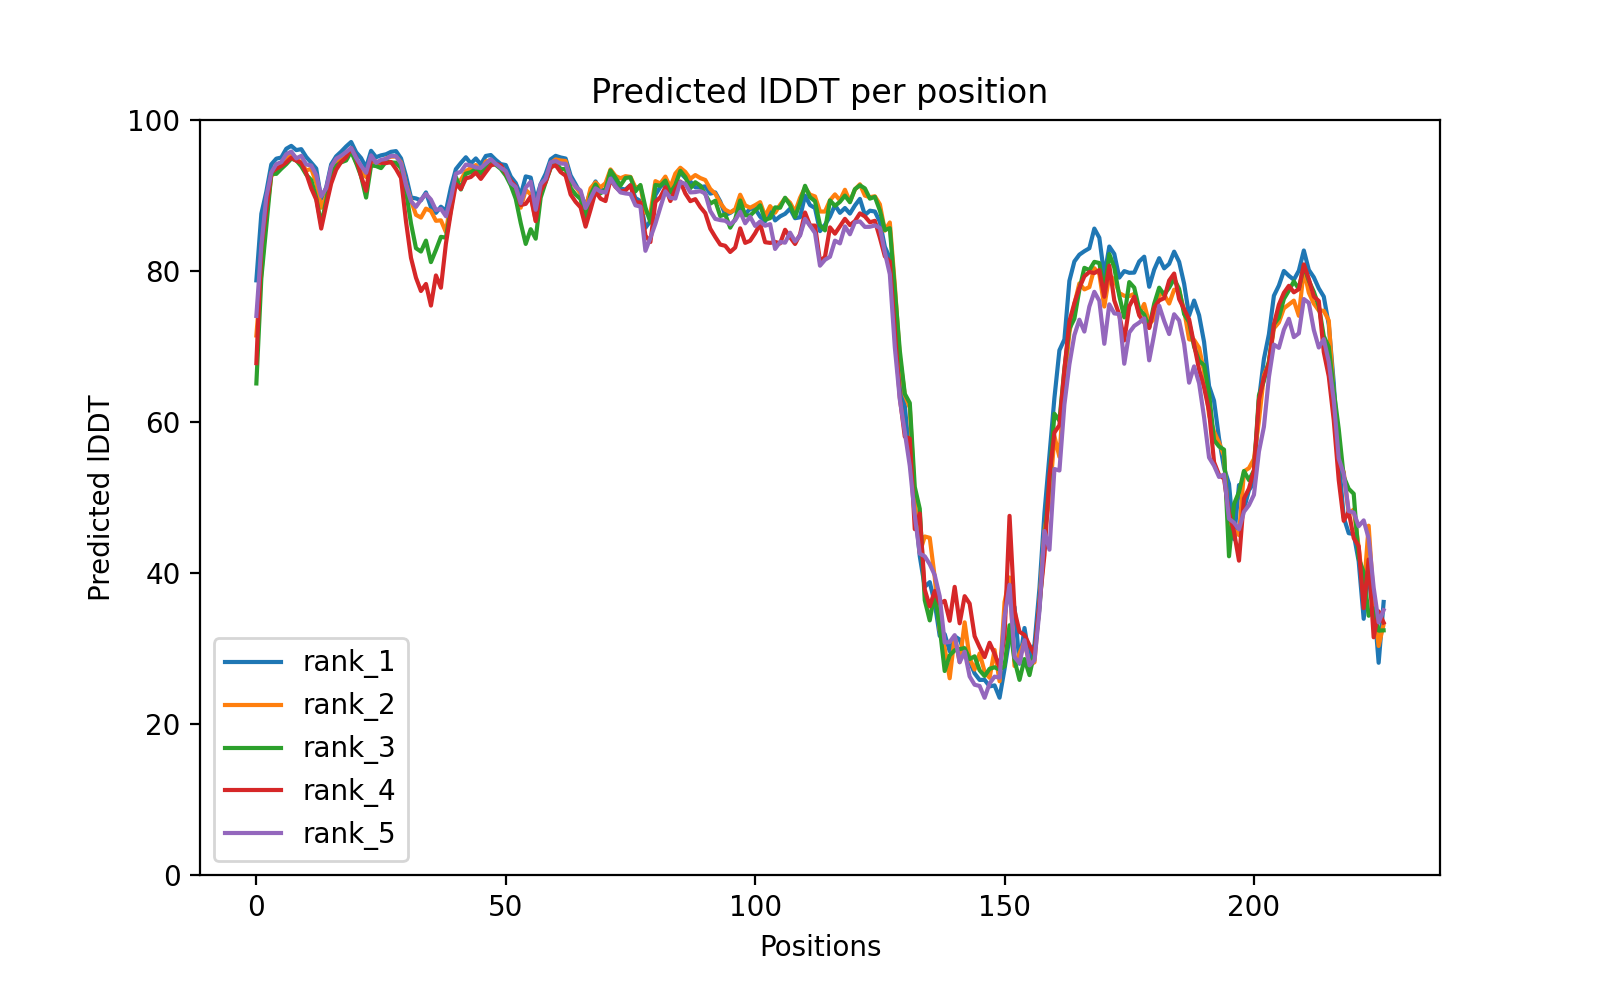 Predicted lDDT per position
100
80
60
40
20
0
Predicted lDDT
rank_1
rank_2
rank_3
rank_4
rank_5
0 50 100 150 200
Positions